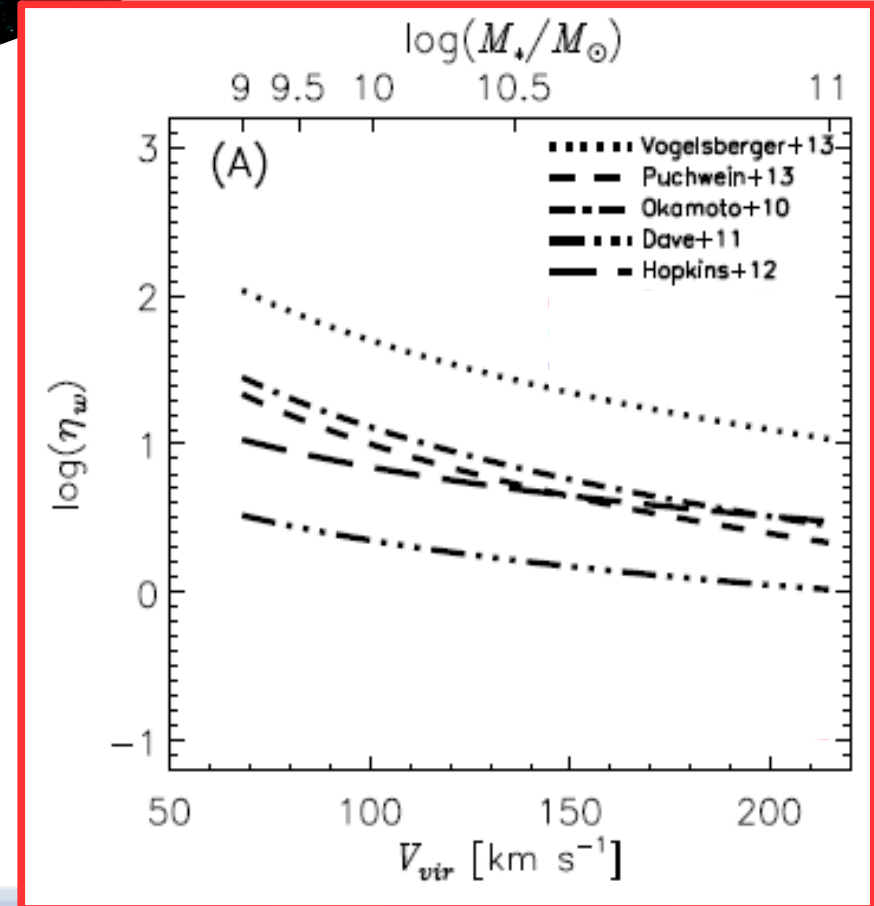 log(M*/M⊙)
9 9.5 10 10.5 11
3
(A)
Vogelsberger+13
Puchwein+13
Okamoto+10
Dave+11
Hopkins+12
2
1
0
−1
log(ηw)
50 100 150 200
Vvir [km s⁻¹]